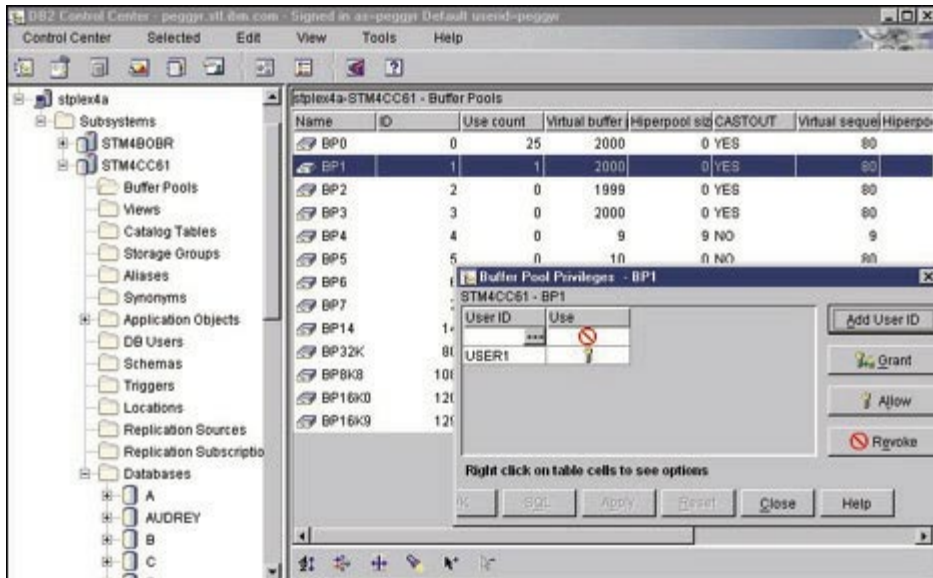 DB2 Control Center - peggyr.stl.ibm.com - Signed in as-peggyr Default userid-peggyr
Control Center Selected Edit View Tools Help
stplex4a
Subsystems
STM4BOBR
STM4CC61
Buffer Pools
Views
Catalog Tables
Storage Groups
Aliases
Synonyms
Application Objects
DB Users
Schemas
Triggers
Locations
Replication Sources
Replication Subscriptio
Databases
A
AUDREY
B
C
stplex4a-STM4CC61 - Buffer Pools
Name ID Use count Virtual buffer Hiperpool siz CASTOUT Virtual sequel Hiperpo
BP0 0 25 2000 0 YES 80
BP1 1 1 2000 0 YES 80
BP2 2 0 1999 0 YES 80
BP3 3 0 2000 0 YES 80
BP4 4 0 9 9 NO 9
BP5 5 0 10 0 NO 80
BP6
BP7
BP14
BP32K
BP8K8
BP16K0
BP16K9
Buffer Pool Privileges - BP1
STM4CC61 - BP1
User ID Use
USER1
Add User ID
Grant
Allow
Revoke
Right click on table cells to see options
SQL Apply Reset Close Help